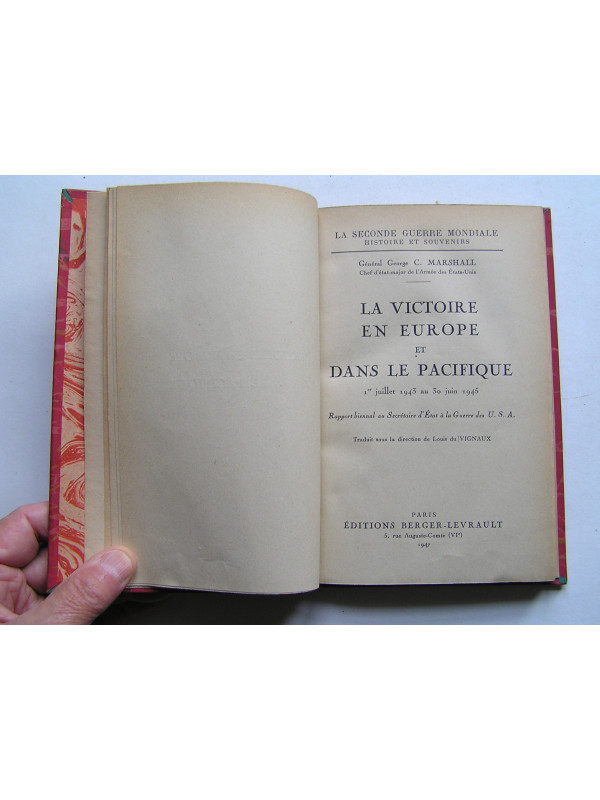 LA SECONDE GUERRE MONDIALE
HISTOIRE ET SOUVENIRS
Général George C. MARSHALL
Chef d'état-major de l'Armée des États-Unis
LA VICTOIRE
EN EUROPE
ET
DANS LE PACIFIQUE
1er juillet 1943 au 30 juin 1945
Rapport biennal au Secrétaire d'État à la Guerre des U. S. A.
Traduit sous la direction de Louis du VIGNAUX
PARIS
ÉDITIONS BERGER-LEVRAULT
5, rue Auguste-Comte (VIe)
1947